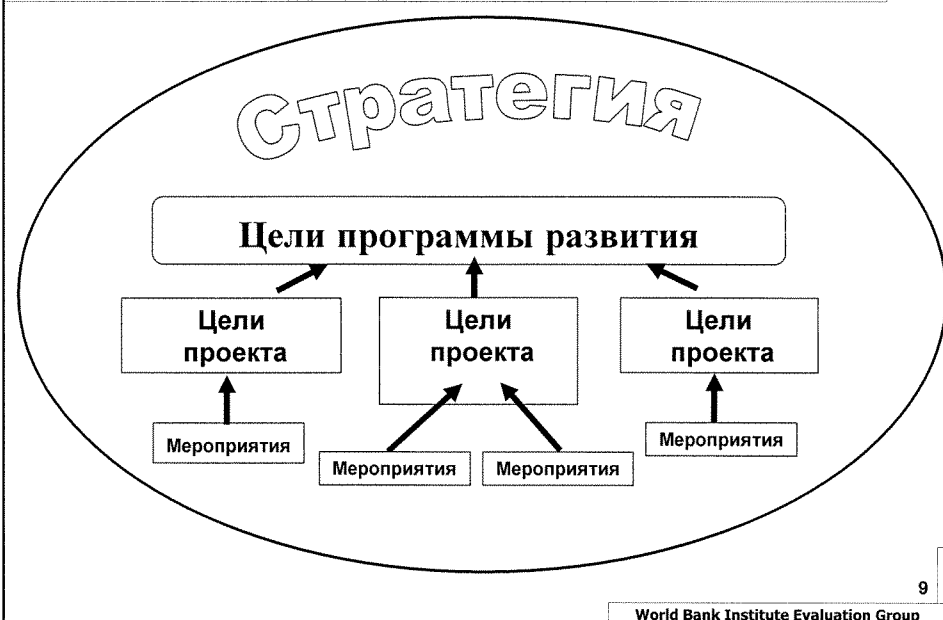 Стратегия
Цели программы развития
Цели
проекта
Цели
проекта
Цели
проекта
Мероприятия
Мероприятия
Мероприятия
Мероприятия
9
World Bank Institute Evaluation Group